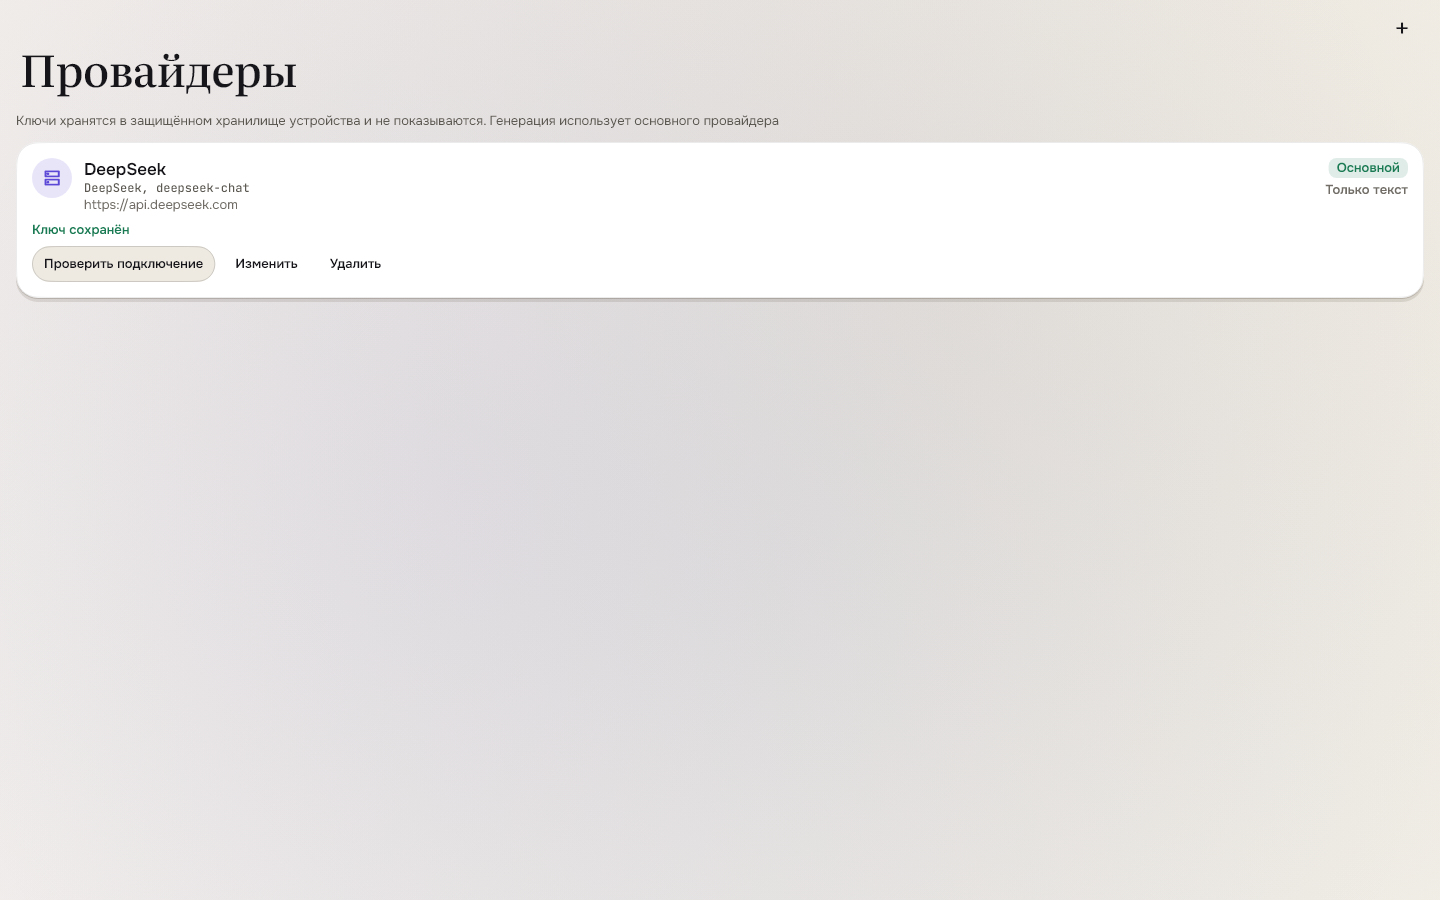 +
Провайдеры
Ключи хранятся в защищённом хранилище устройства и не показываются. Генерация использует основного провайдера
DeepSeek
Основной
DeepSeek, deepseek-chat
Только текст
https://api.deepseek.com
Ключ сохранён
Проверить подключение Изменить Удалить